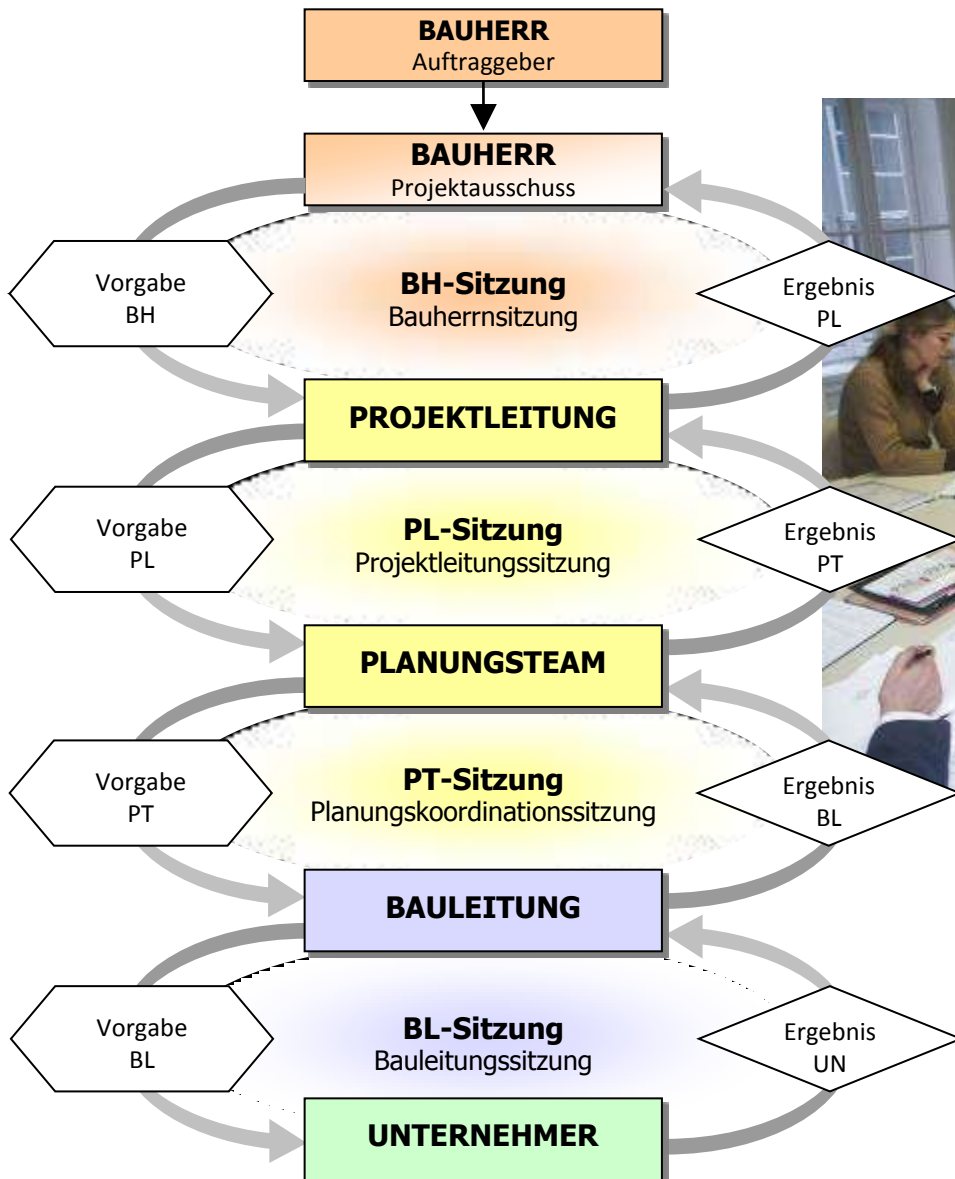 BAUHERR
Auftraggeber
BAUHERR
Projektausschuss
Vorgabe
BH
BH-Sitzung
Bauherrnsitzung
Ergebnis
PL
PROJEKTLEITUNG
Vorgabe
PL
PL-Sitzung
Projektleitungssitzung
Ergebnis
PT
PLANUNGSTEAM
Vorgabe
PT
PT-Sitzung
Planungskoordinationssitzung
Ergebnis
BL
BAULEITUNG
Vorgabe
BL
BL-Sitzung
Bauleitungssitzung
Ergebnis
UN
UNTERNEHMER